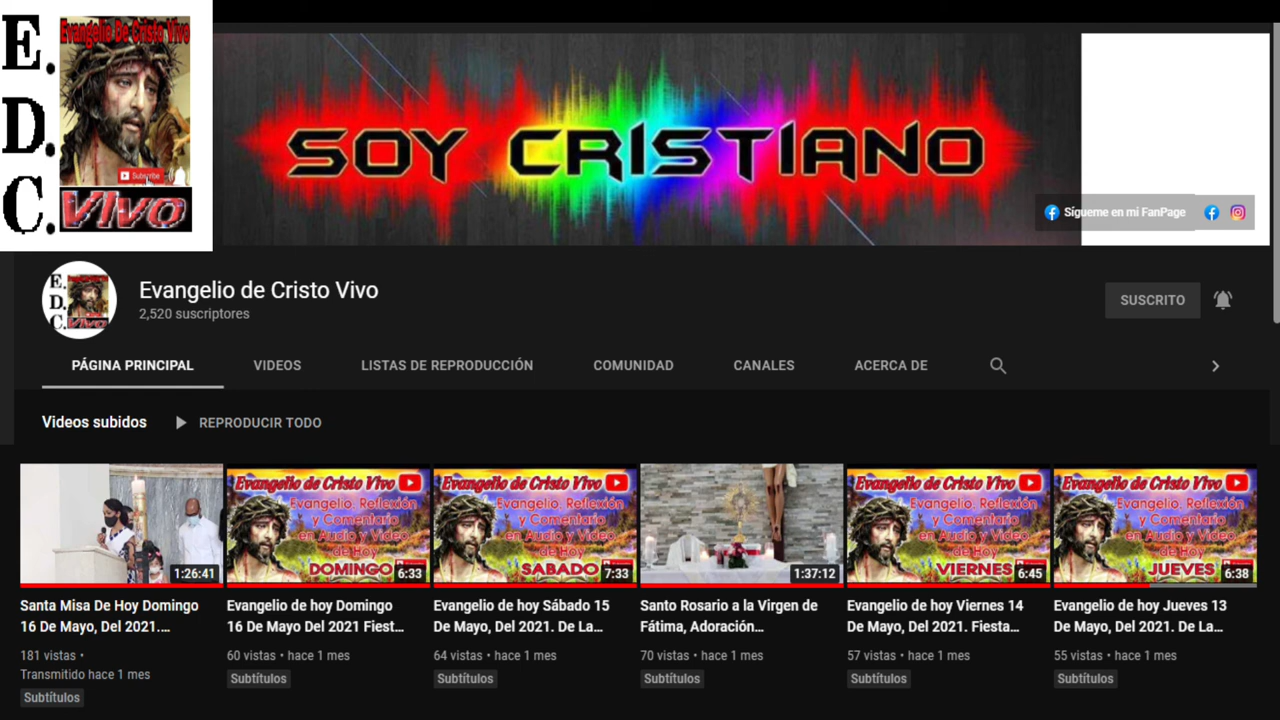 E.
D.
C.
Evangelio De Cristo Vivo
Subscribe
Vivo
SOY CRISTIANO
Sígueme en mi FanPage
E.
D.
C.
Vivo
Evangelio de Cristo Vivo
2,520 suscriptores
SUSCRITO
PÁGINA PRINCIPAL
VIDEOS
LISTAS DE REPRODUCCIÓN
COMUNIDAD
CANALES
ACERCA DE
Videos subidos
REPRODUCIR TODO
1:26:41
Santa Misa De Hoy Domingo
16 De Mayo, Del 2021....
181 vistas •
Transmitido hace 1 mes
Subtítulos
Evangelio de Cristo Vivo
Evangelio, Reflexión
y Comentario
en Audio y Video
de Hoy
DOMINGO
6:33
Evangelio de hoy Domingo
16 De Mayo Del 2021 Fiest...
60 vistas • hace 1 mes
Subtítulos
Evangelio de Cristo Vivo
Evangelio, Reflexión
y Comentario
en Audio y Video
de Hoy
SABADO
7:33
Evangelio de hoy Sábado 15
De Mayo, Del 2021. De La...
64 vistas • hace 1 mes
Subtítulos
1:37:12
Santo Rosario a la Virgen de
Fátima, Adoración...
70 vistas • hace 1 mes
Subtítulos
Evangelio de Cristo Vivo
Evangelio, Reflexión
y Comentario
en Audio y Video
de Hoy
VIERNES
6:45
Evangelio de hoy Viernes 14
De Mayo, Del 2021. Fiesta...
57 vistas • hace 1 mes
Subtítulos
Evangelio de Cristo Vivo
Evangelio, Reflexión
y Comentario
en Audio y Video
de Hoy
JUEVES
6:38
Evangelio de hoy Jueves 13
De Mayo, Del 2021. De La...
55 vistas • hace 1 mes
Subtítulos